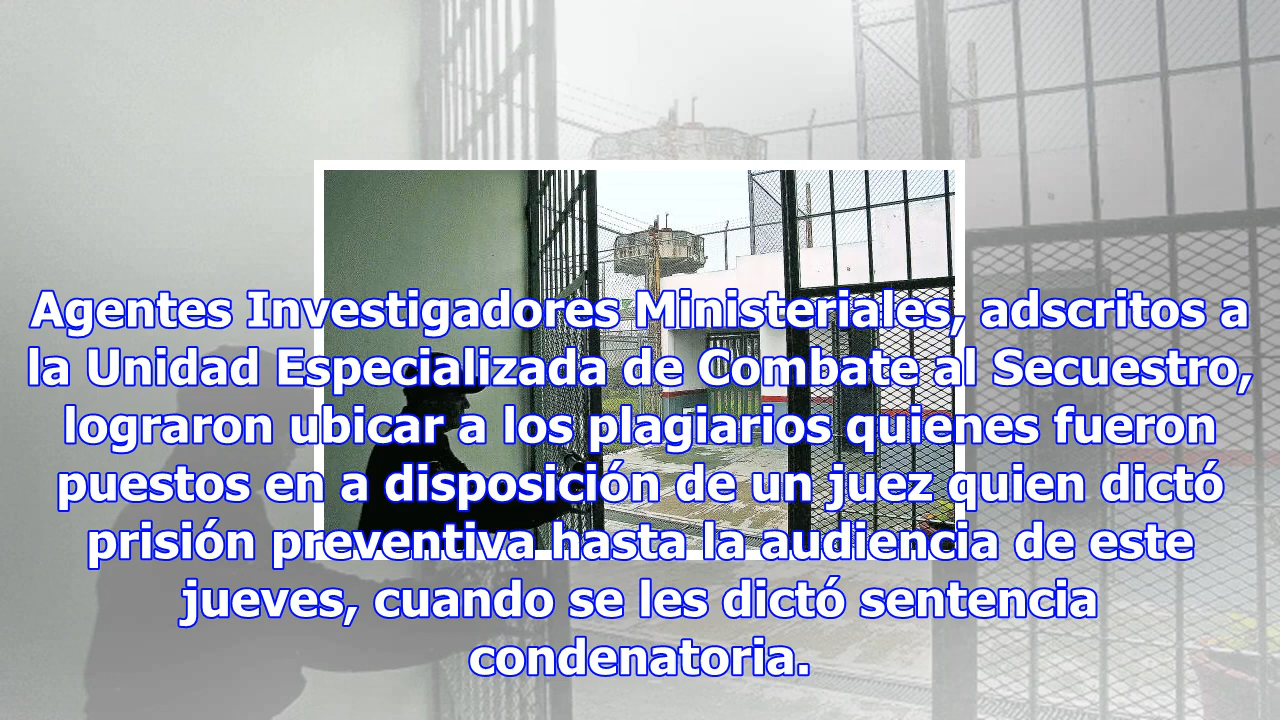 Agentes Investigadores Ministeriales, adscritos a
la Unidad Especializada de Combate al Secuestro,
lograron ubicar a los plagiarios quienes fueron
puestos en a disposición de un juez quien dictó
prisión preventiva hasta la audiencia de este
jueves, cuando se les dictó sentencia
condenatoria.